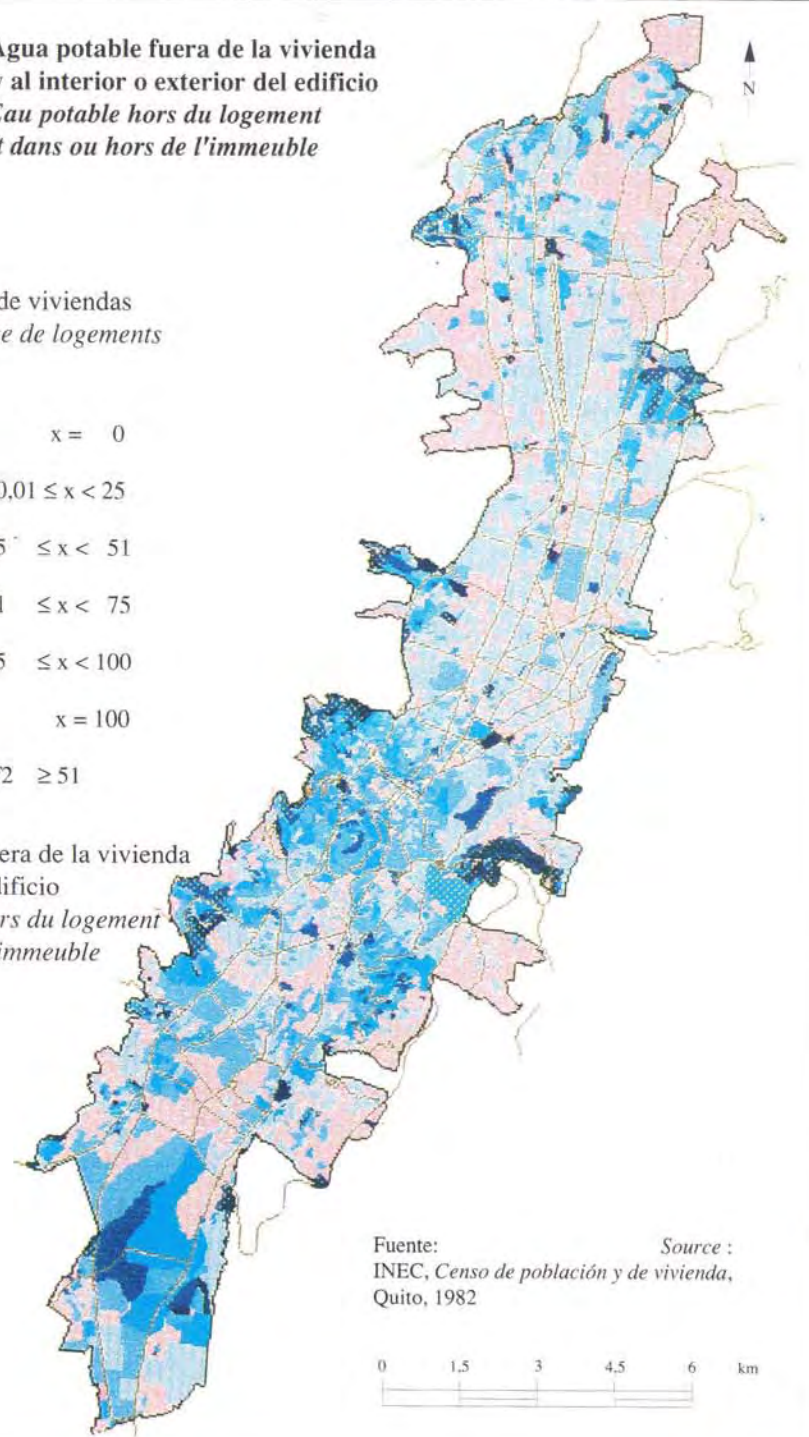 Agua potable fuera de la vivienda
y al interior o exterior del edificio
Eau potable hors du logement
et dans ou hors de l'immeuble
N
de viviendas
de logements
x = 0
0,01 ≤ x < 25
≤ x < 51
≤ x < 75
≤ x < 100
x = 100
≥ 51
de la vivienda
du logement
immeuble
Fuente: Source :
INEC, Censo de población y de vivienda,
Quito, 1982
0 1,5 3 4,5 6 km